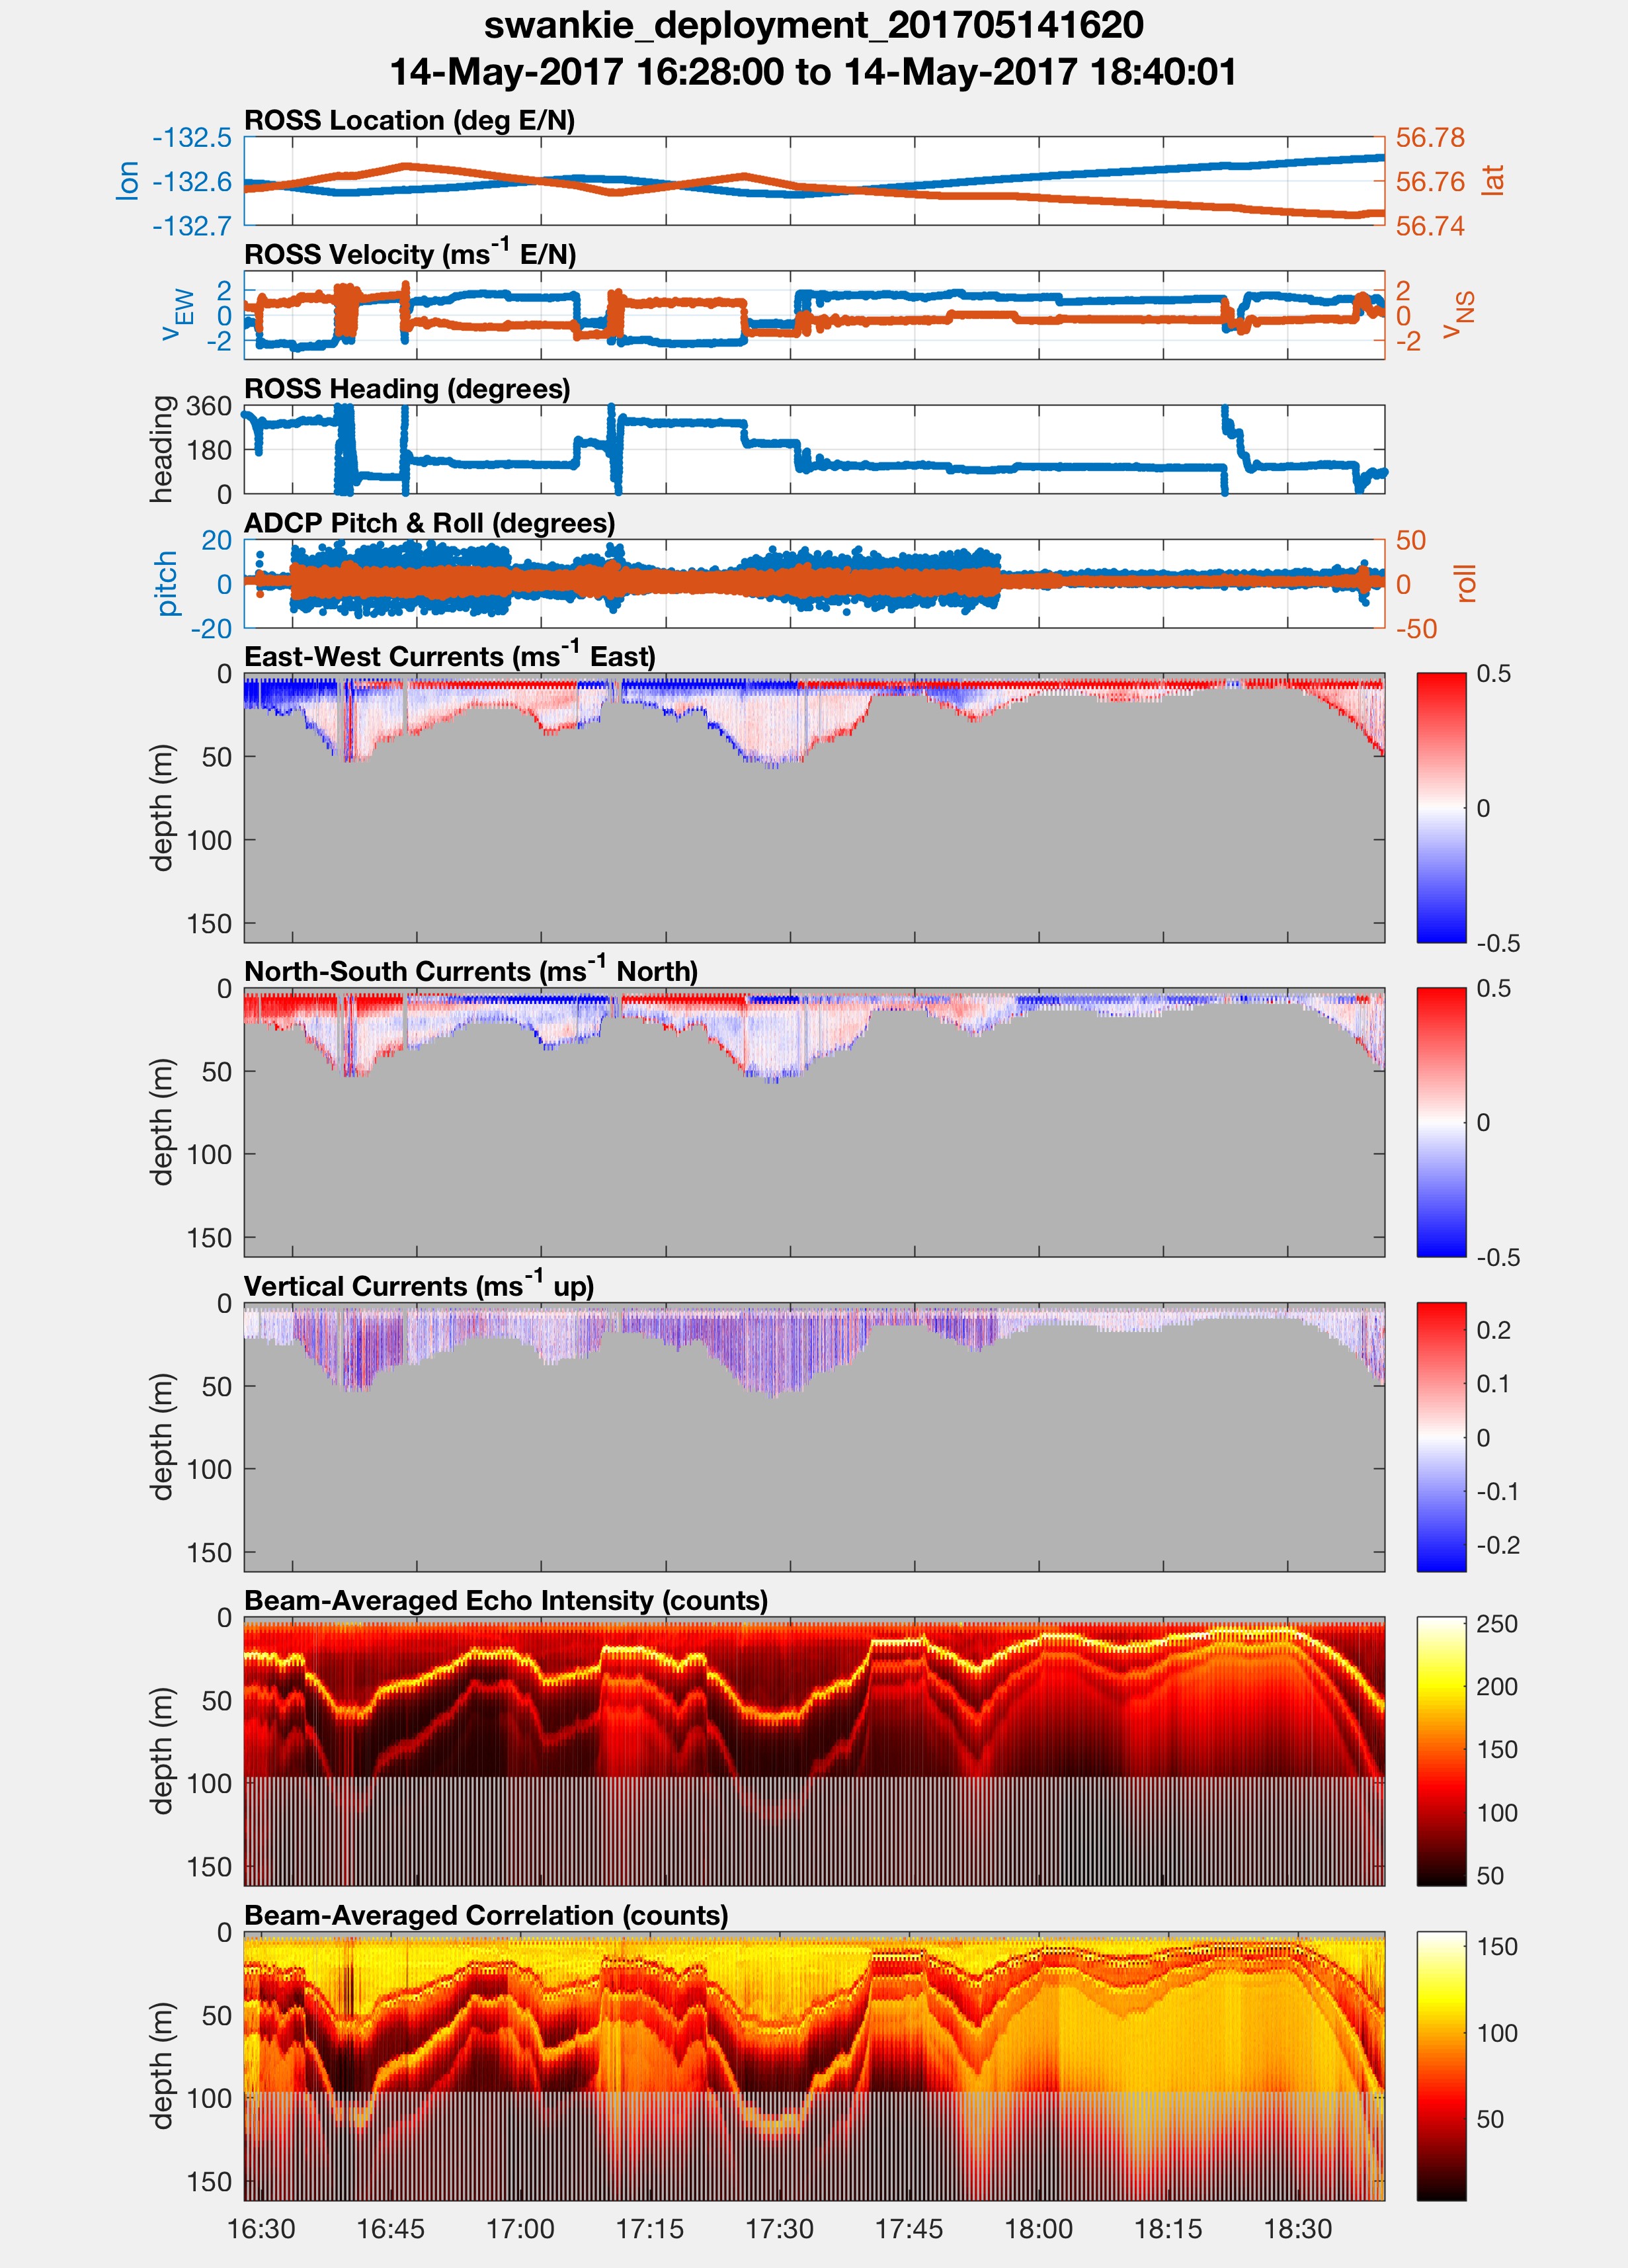 swankie_deployment_201705141620
14-May-2017 16:28:00 to 14-May-2017 18:40:01
ROSS Location (deg E/N)
-132.5
-132.6
-132.7
lon
56.78
56.76
56.74
lat
ROSS Velocity (ms-1 E/N)
2
0
-2
vEW
2
0
-2
vNS
ROSS Heading (degrees)
360
180
0
heading
ADCP Pitch & Roll (degrees)
20
0
-20
pitch
50
0
-50
roll
East-West Currents (ms-1 East)
0
50
100
150
depth (m)
0.5
0
-0.5
North-South Currents (ms-1 North)
0
50
100
150
depth (m)
0.5
0
-0.5
Vertical Currents (ms-1 up)
0
50
100
150
depth (m)
0.2
0.1
0
-0.1
-0.2
Beam-Averaged Echo Intensity (counts)
0
50
100
150
depth (m)
250
200
150
100
50
Beam-Averaged Correlation (counts)
0
50
100
150
depth (m)
150
100
50
16:30 16:45 17:00 17:15 17:30 17:45 18:00 18:15 18:30